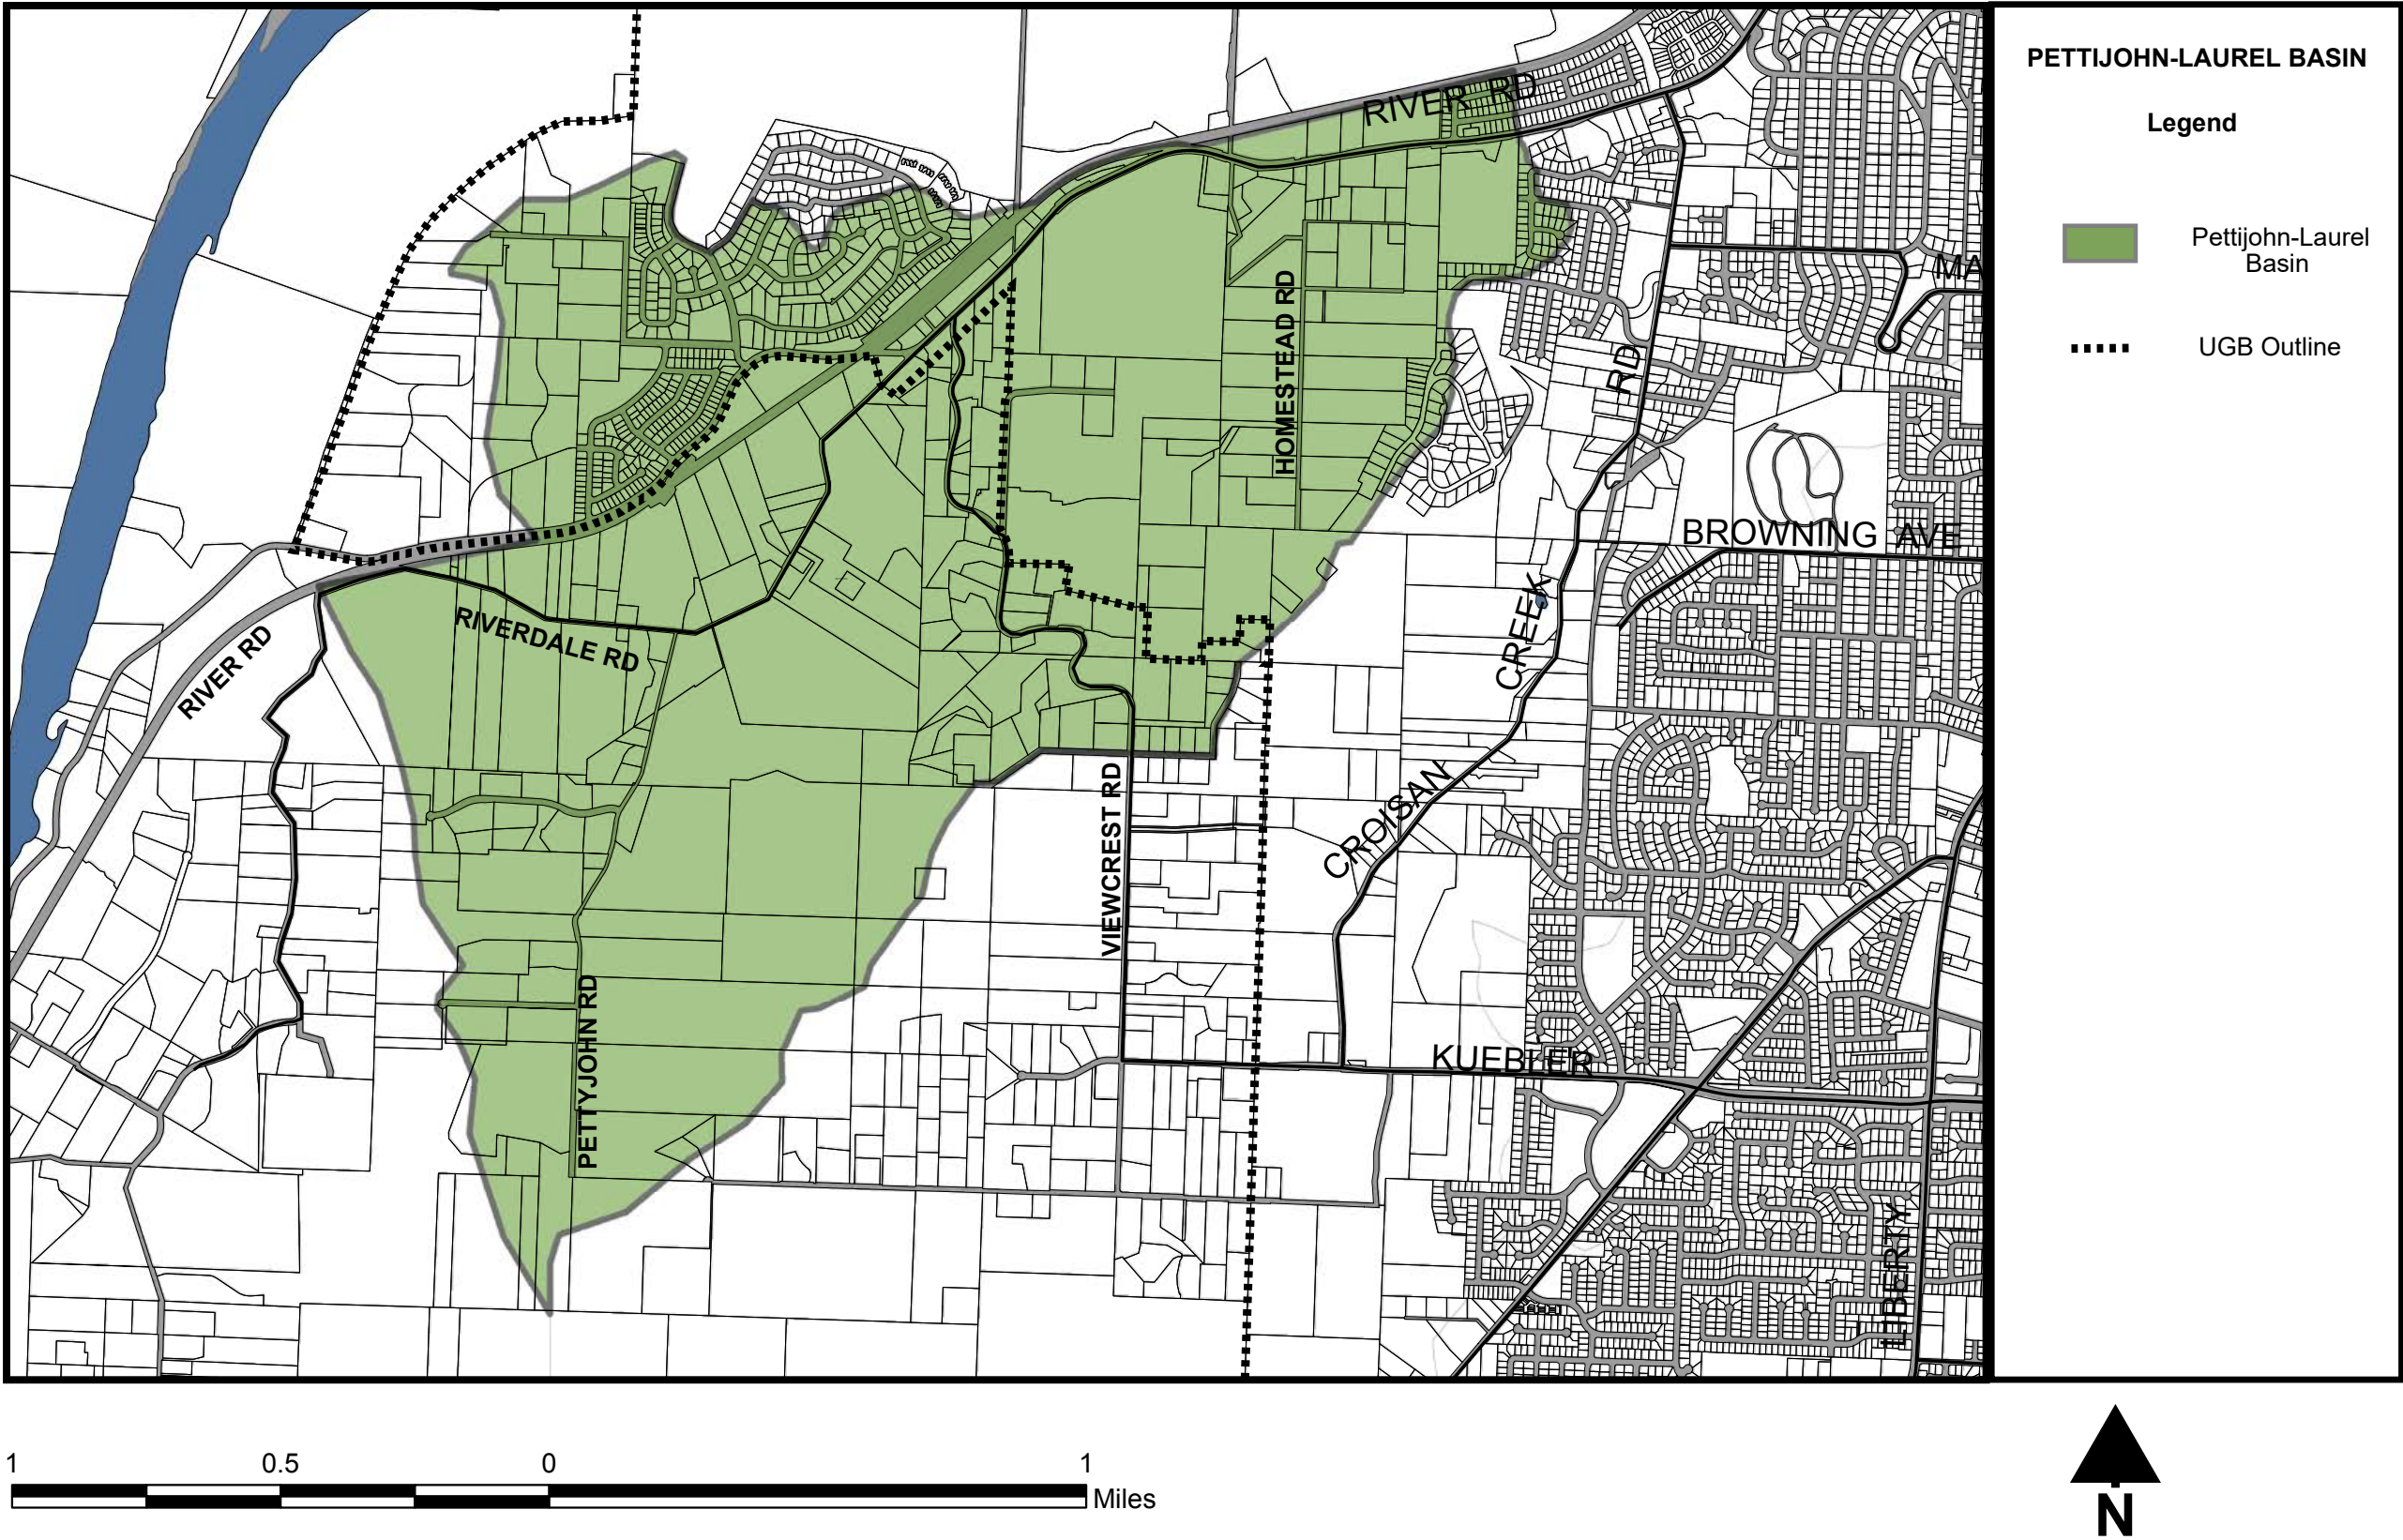 PETTIJOHN-LAUREL BASIN
Legend
Pettijohn-Laurel
Basin
UGB Outline
RIVER RD
MA
HOMESTEAD RD
RD
BROWNING AVE
CREEK
RIVERDALE RD
RIVER RD
CROISAN
VIEWCREST RD
PETTYJOHN RD
KUEBLER
LIBERTY
1
0.5
0
1
Miles
N